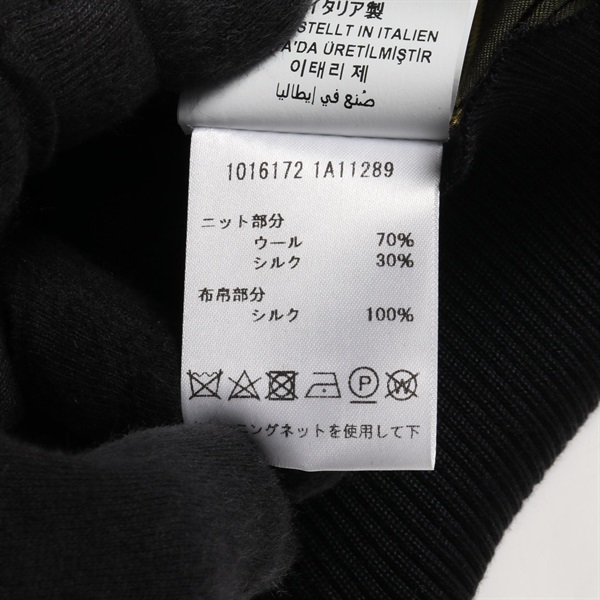 イタリア製
STELLT IN ITALIEN
A'DA ÜRETİLMİŞTİR
이태리 제
صُنع في إيطاليا
1016172 1A11289
ニット部分
ウール 70%
シルク 30%
布帛部分
シルク 100%
P W
ニングネットを使用して下